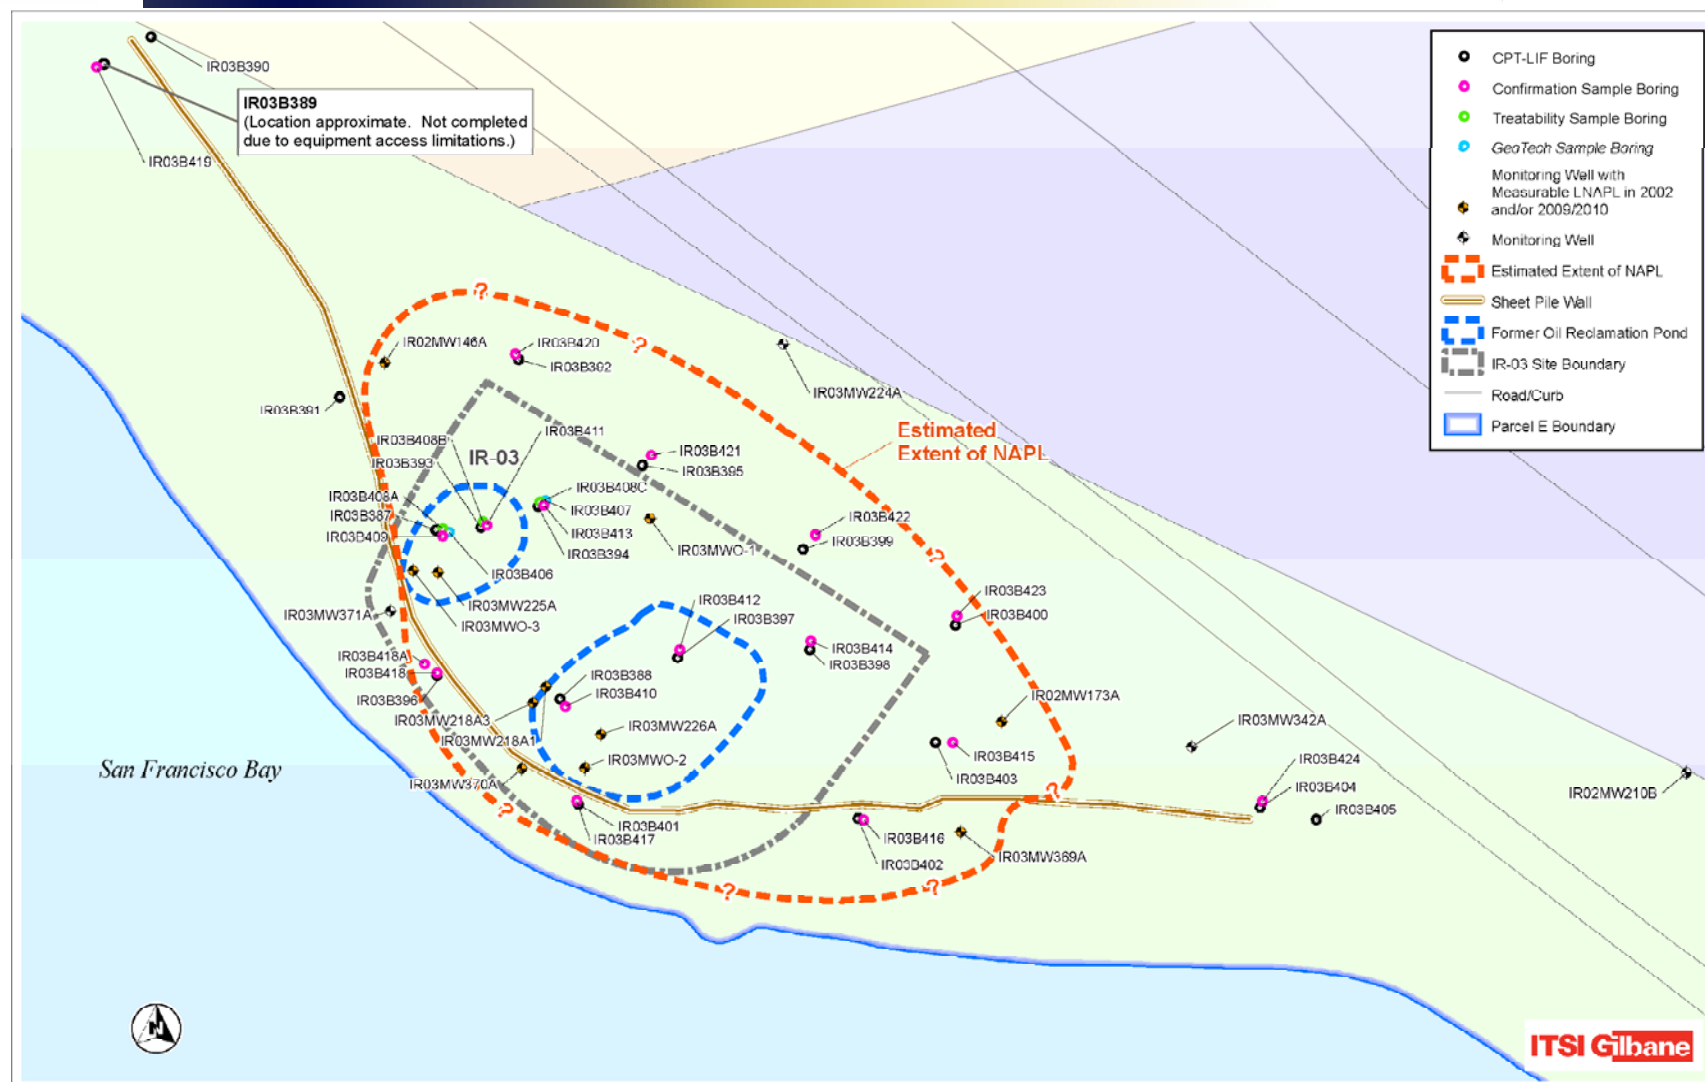 IR03B390
IR03B389
(Location approximate. Not completed
due to equipment access limitations.)
IR03B419
CPT-LIF Boring
Confirmation Sample Boring
Treatability Sample Boring
GeoTech Sample Boring
Monitoring Well with
Measurable LNAPL in 2002
and/or 2009/2010
Monitoring Well
Estimated Extent of NAPL
Sheet Pile Wall
Former Oil Reclamation Pond
IR-03 Site Boundary
Road/Curb
Parcel E Boundary
?
?
IR02MW146A
IR03B420
IR03B392
IR03MW224A
IR03B391
IR03B408B
IR03B411
Estimated
Extent of NAPL
IR03B393
IR-03
IR03B421
IR03B395
IR03B408A
IR03B408C
IR03B387
IR03B407
IR03B422
IR03B409
IR03B413
IR03B399
IR03B394
IR03MWO-1
?
IR03B406
IR03B423
IR03MW225A
IR03B412
IR03MW371A
IR03B400
IR03MWO-3
IR03B397
IR03B418A
IR03B414
IR03B418
IR03B398
IR03B388
IR03B396
IR03B410
IR02MW173A
IR03MW218A3
IR03MW226A
IR03MW342A
IR03MW218A1
IR03B415
IR03MWO-2
IR03B424
San Francisco Bay
IR03B403
IR03MW370A
IR03B404
IR02MW210B
?
?
IR03B405
IR03B401
IR03B417
IR03B416
IR03B402
IR03MW369A
?
?
N
ITSI Gilbane